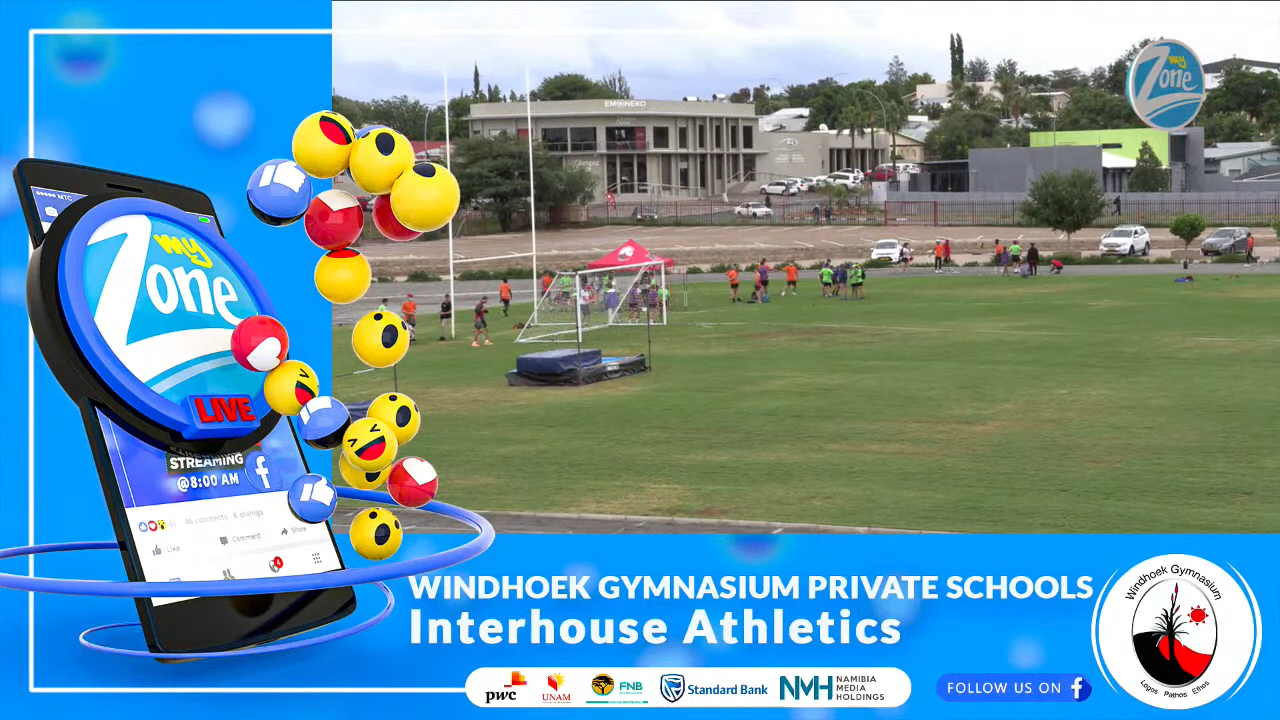 EMONEKO
my
Zone
MTC
my
Zone
LIVE
STREAMING
@8:00 AM
f
46 comments
Like
Comment
Share
4
WINDHOEK GYMNASIUM PRIVATE SCHOOLS
Interhouse Athletics
pwc
UNAM
FNB
Standard Bank
NMH
NAMIBIA
MEDIA
HOLDINGS
FOLLOW US ON f
Windhoek Gymnasium
Logos Pathos Ethos